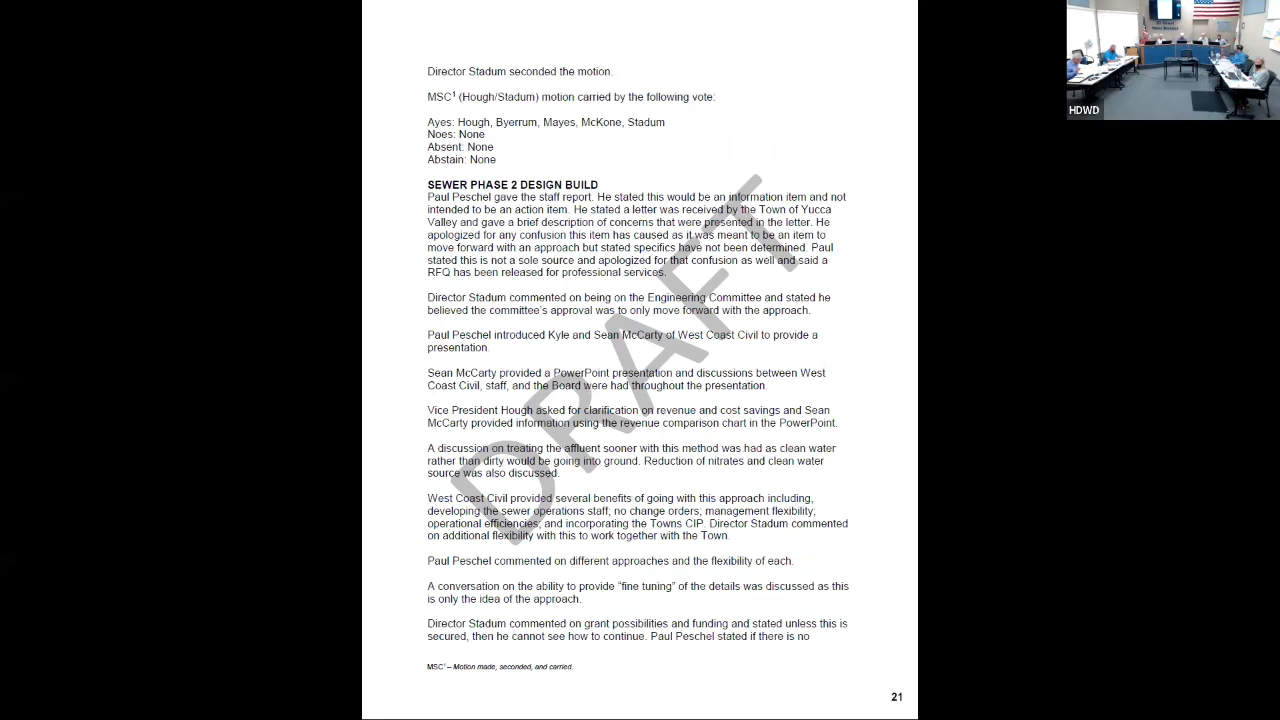 Director Stadum seconded the motion.
MSC1 (Hough/Stadum) motion carried by the following vote:
Ayes: Hough, Byerrum, Mayes, McKone, Stadum
Noes: None
Absent: None
Abstain: None
SEWER PHASE 2 DESIGN BUILD
Paul Peschel gave the staff report. He stated this would be an information item and not
intended to be an action item. He stated a letter was received by the Town of Yucca
Valley and gave a brief description of concerns that were presented in the letter. He
apologized for any confusion this item has caused as it was meant to be an item to
move forward with an approach but stated specifics have not been determined. Paul
stated this is not a sole source and apologized for that confusion as well and said a
RFQ has been released for professional services.
Director Stadum commented on being on the Engineering Committee and stated he
believed the committee's approval was to only move forward with the approach.
Paul Peschel introduced Kyle and Sean McCarty of West Coast Civil to provide a
presentation.
Sean McCarty provided a PowerPoint presentation and discussions between West
Coast Civil, staff, and the Board were had throughout the presentation.
Vice President Hough asked for clarification on revenue and cost savings and Sean
McCarty provided information using the revenue comparison chart in the PowerPoint.
A discussion on treating the affluent sooner with this method was had as clean water
rather than dirty would be going into ground. Reduction of nitrates and clean water
source was also discussed.
West Coast Civil provided several benefits of going with this approach including,
developing the sewer operations staff; no change orders; management flexibility;
operational efficiencies; and incorporating the Towns CIP. Director Stadum commented
on additional flexibility with this to work together with the Town.
Paul Peschel commented on different approaches and the flexibility of each.
A conversation on the ability to provide “fine tuning” of the details was discussed as this
is only the idea of the approach.
Director Stadum commented on grant possibilities and funding and stated unless this is
secured, then he cannot see how to continue. Paul Peschel stated if there is no
MSC1 – Motion made, seconded, and carried.
21
DRAFT
HDWD